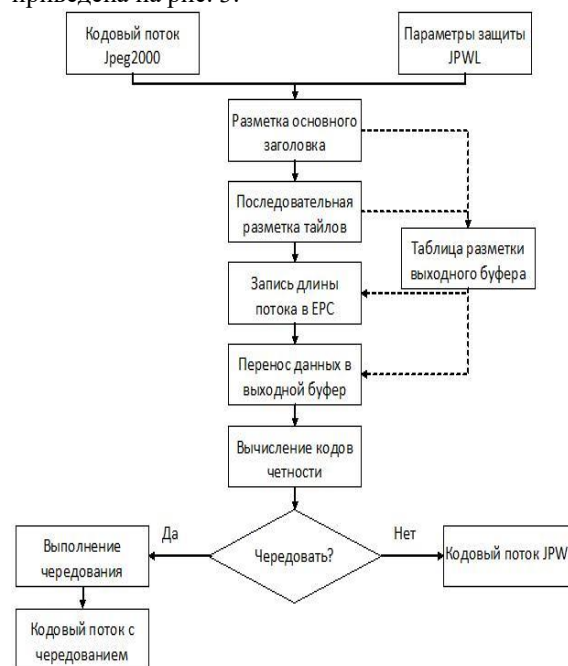 приведена на рис. 3.
Кодовый поток
Jpeg2000
Параметры защиты
JPWL
Разметка основного
заголовка
Последовательная
разметка тайлов
Таблица разметки
выходного буфера
Запись длины
потока в EPC
Перенос данных в
выходной буфер
Вычисление кодов
четности
Да
Чередовать?
Нет
Выполнение
чередования
Кодовый поток JPW
Кодовый поток с
чередованием